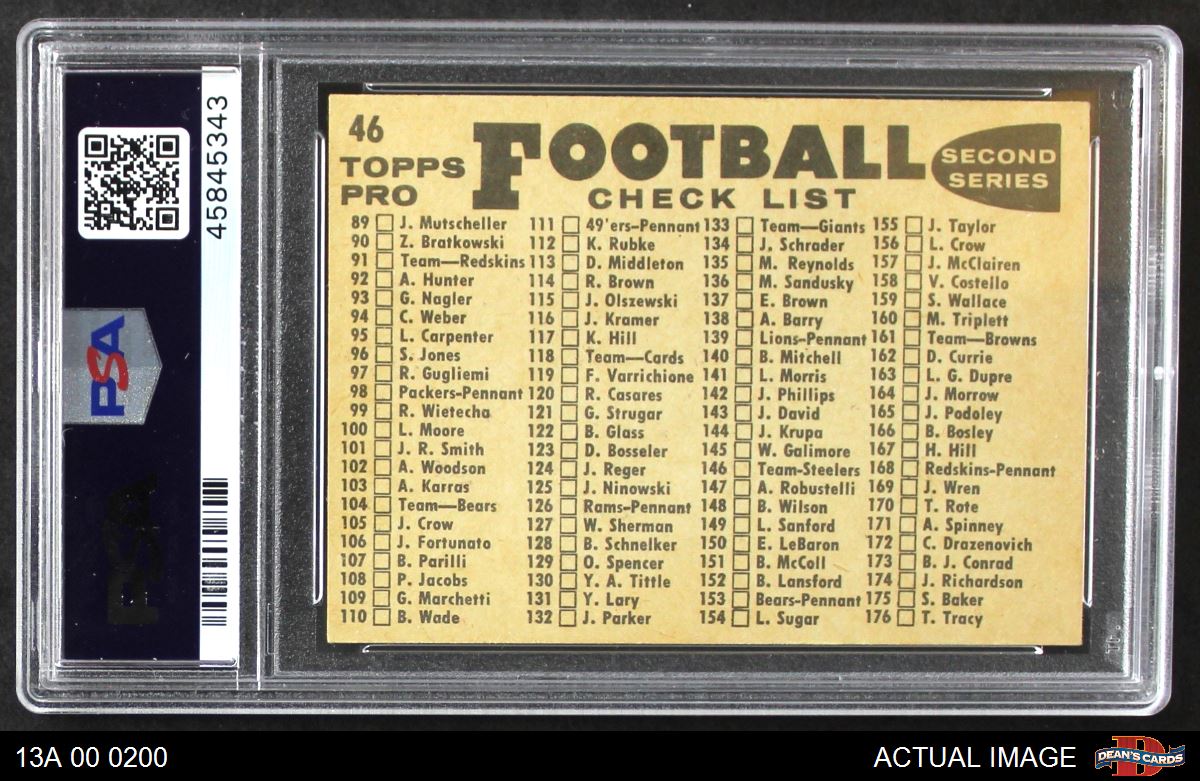 46
TOPPS
PRO
FOOTBALL
CHECK LIST
SECOND
SERIES
89 J. Mutscheller
90 Z. Bratkowski
91 Team—Redskins
92 A. Hunter
93 G. Nagler
94 C. Weber
95 L. Carpenter
96 S. Jones
97 R. Gugliemi
98 Packers-Pennant
99 R. Wietecha
100 L. Moore
101 J. R. Smith
102 A. Woodson
103 A. Karras
104 Team—Bears
105 J. Crow
106 J. Fortunato
107 B. Parilli
108 P. Jacobs
109 G. Marchetti
110 B. Wade
111 49'ers-Pennant
112 K. Rubke
113 D. Middleton
114 R. Brown
115 J. Olszewski
116 J. Kramer
117 K. Hill
118 Team—Cards
119 F. Varrichione
120 R. Casares
121 G. Strugar
122 B. Glass
123 D. Bosseler
124 J. Reger
125 J. Ninowski
126 Rams-Pennant
127 W. Sherman
128 B. Schnelker
129 O. Spencer
130 Y. A. Tittle
131 Y. Lary
132 J. Parker
133 Team—Giants
134 J. Schrader
135 M. Reynolds
136 M. Sandusky
137 E. Brown
138 A. Barry
139 Lions-Pennant
140 B. Mitchell
141 L. Morris
142 J. Phillips
143 J. David
144 J. Krupa
145 W. Galimore
146 Team-Steelers
147 A. Robustelli
148 B. Wilson
149 L. Sanford
150 E. LeBaron
151 B. McColl
152 B. Lansford
153 Bears-Pennant
154 L. Sugar
155 J. Taylor
156 L. Crow
157 J. McClairen
158 V. Costello
159 S. Wallace
160 M. Triplett
161 Team—Browns
162 D. Currie
163 L. G. Dupre
164 J. Morrow
165 J. Podoley
166 B. Bosley
167 H. Hill
168 Redskins-Pennant
169 J. Wren
170 T. Rote
171 A. Spinney
172 C. Drazenovich
173 B. J. Conrad
174 J. Richardson
175 S. Baker
176 T. Tracy
45845343
PSA
PSA
13A 00 0200
ACTUAL IMAGE
DEAN'S CARDS